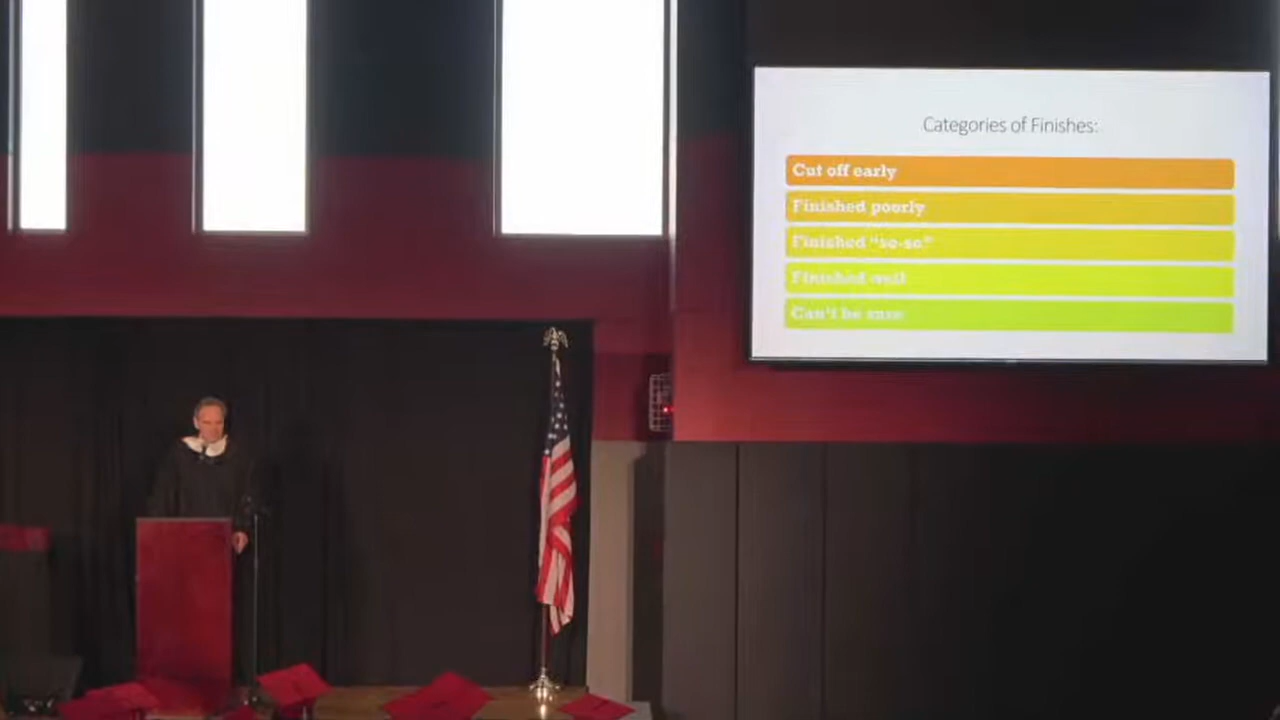 Categories of Finishes:
Cut off early
Finished poorly
Finished "so-so"
Finished well
Can't be sure